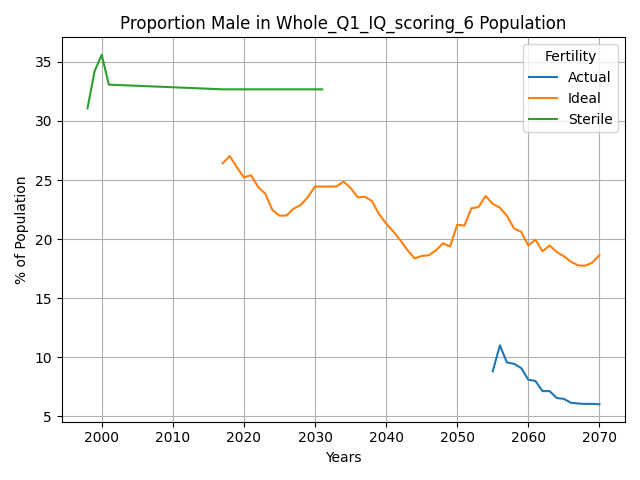 Proportion Male in Whole_Q1_IQ_scoring_6 Population
Fertility
Actual
Ideal
Sterile
% of Population
35
30
25
20
15
10
5
2000 2010 2020 2030 2040 2050 2060 2070
Years